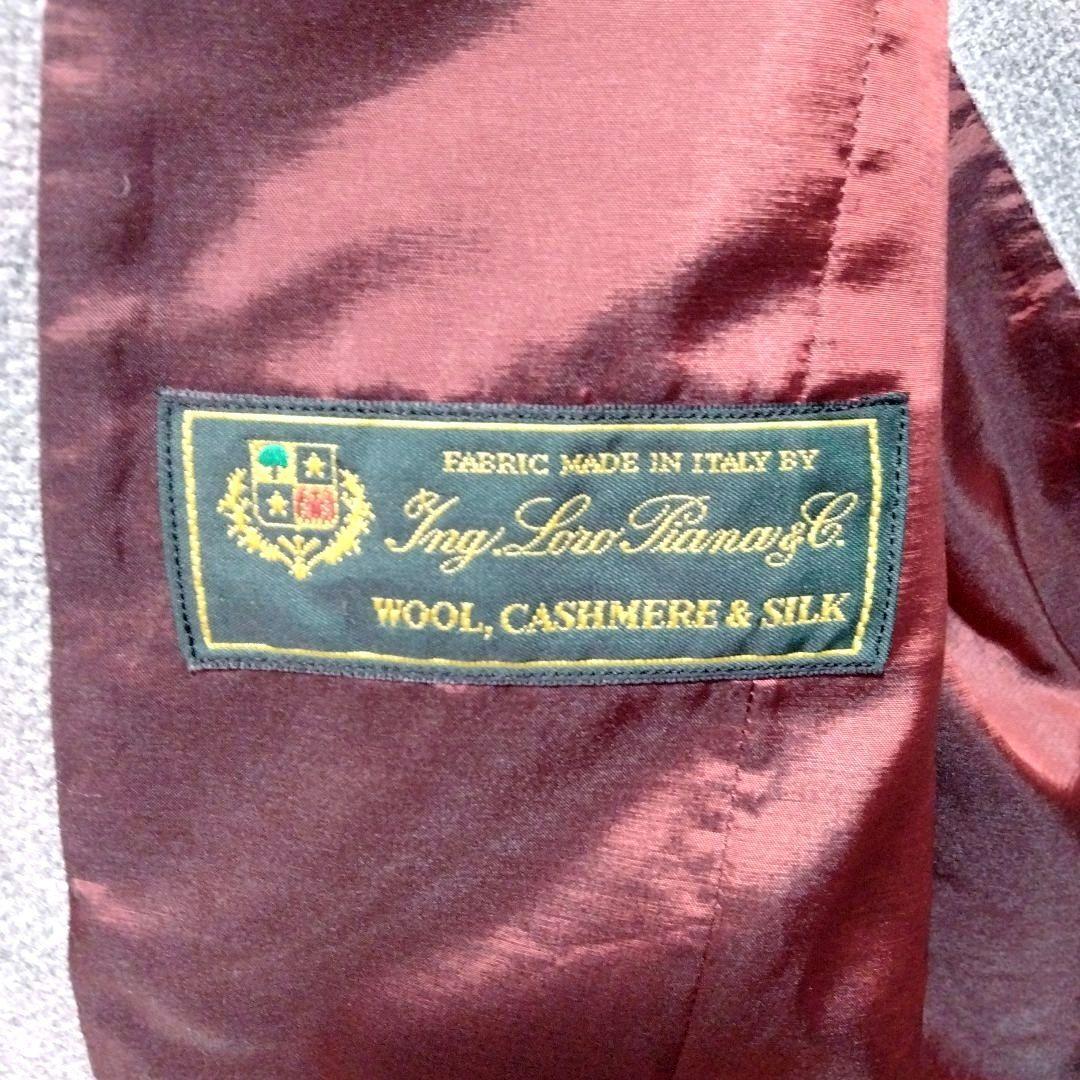 FABRIC MADE IN ITALY BY
Ing. Loro Piana & C.
WOOL, CASHMERE & SILK